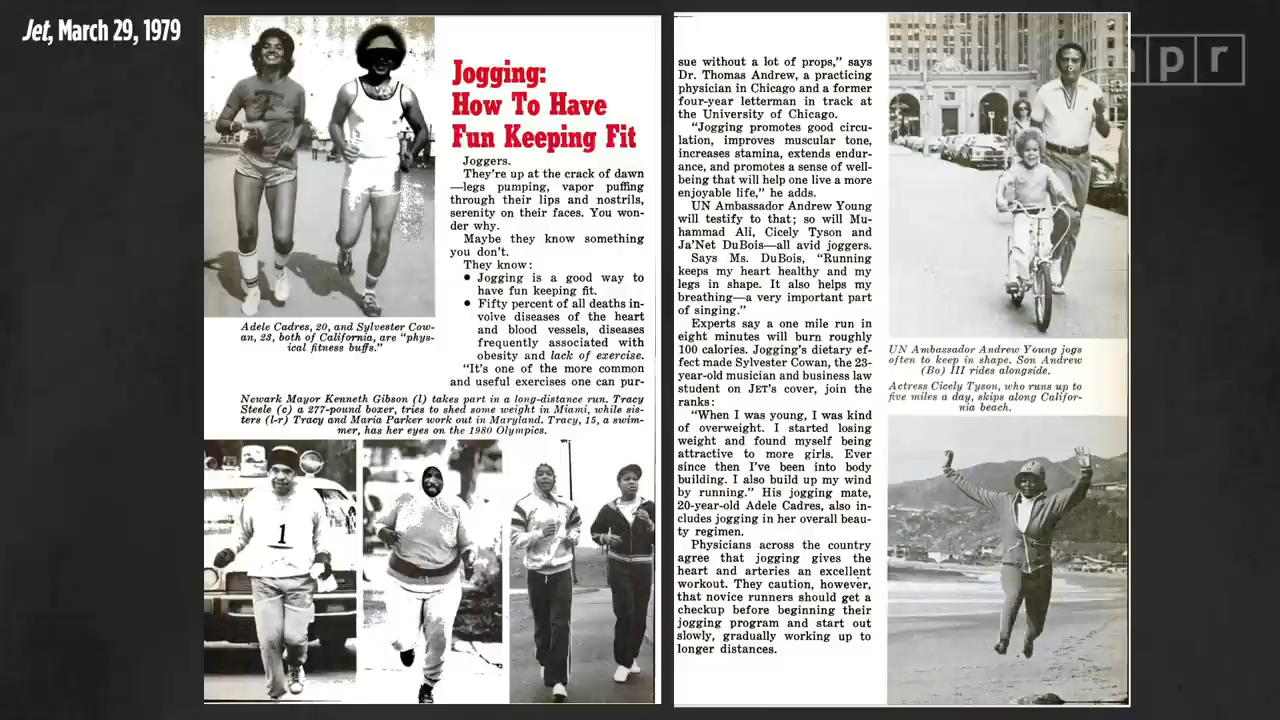 Jet, March 29, 1979
Jogging:
How To Have
Fun Keeping Fit
Joggers.
They're up at the crack of dawn
—legs pumping, vapor puffing
through their lips and nostrils,
serenity on their faces. You won-
der why.
Maybe they know something
you don't.
They know:
● Jogging is a good way to
have fun keeping fit.
● Fifty percent of all deaths in-
volve diseases of the heart
and blood vessels, diseases
frequently associated with
obesity and lack of exercise.
"It's one of the more common
and useful exercises one can pur-
Adele Cadres, 20, and Sylvester Cow-
an, 23, both of California, are "phys-
ical fitness buffs."
Newark Mayor Kenneth Gibson (l) takes part in a long-distance run. Tracy
Steele (c) a 277-pound boxer, tries to shed some weight in Miami, while sis-
ters (l-r) Tracy and Maria Parker work out in Maryland. Tracy, 15, a swim-
mer, has her eyes on the 1980 Olympics.
1
sue without a lot of props," says
Dr. Thomas Andrew, a practicing
physician in Chicago and a former
four-year letterman in track at
the University of Chicago.
"Jogging promotes good circu-
lation, improves muscular tone,
increases stamina, extends endur-
ance, and promotes a sense of well-
being that will help one live a more
enjoyable life," he adds.
UN Ambassador Andrew Young
will testify to that; so will Mu-
hammad Ali, Cicely Tyson and
Ja'Net DuBois—all avid joggers.
Says Ms. DuBois, "Running
keeps my heart healthy and my
legs in shape. It also helps my
breathing—a very important part
of singing."
Experts say a one mile run in
eight minutes will burn roughly
100 calories. Jogging's dietary ef-
fect made Sylvester Cowan, the 23-
year-old musician and business law
student on JET's cover, join the
ranks:
"When I was young, I was kind
of overweight. I started losing
weight and found myself being
attractive to more girls. Ever
since then I've been into body
building. I also build up my wind
by running." His jogging mate,
20-year-old Adele Cadres, also in-
cludes jogging in her overall beau-
ty regimen.
Physicians across the country
agree that jogging gives the
heart and arteries an excellent
workout. They caution, however,
that novice runners should get a
checkup before beginning their
jogging program and start out
slowly, gradually working up to
longer distances.
UN Ambassador Andrew Young jogs
often to keep in shape. Son Andrew
(Bo) III rides alongside.
Actress Cicely Tyson, who runs up to
five miles a day, skips along Califor-
nia beach.
pr